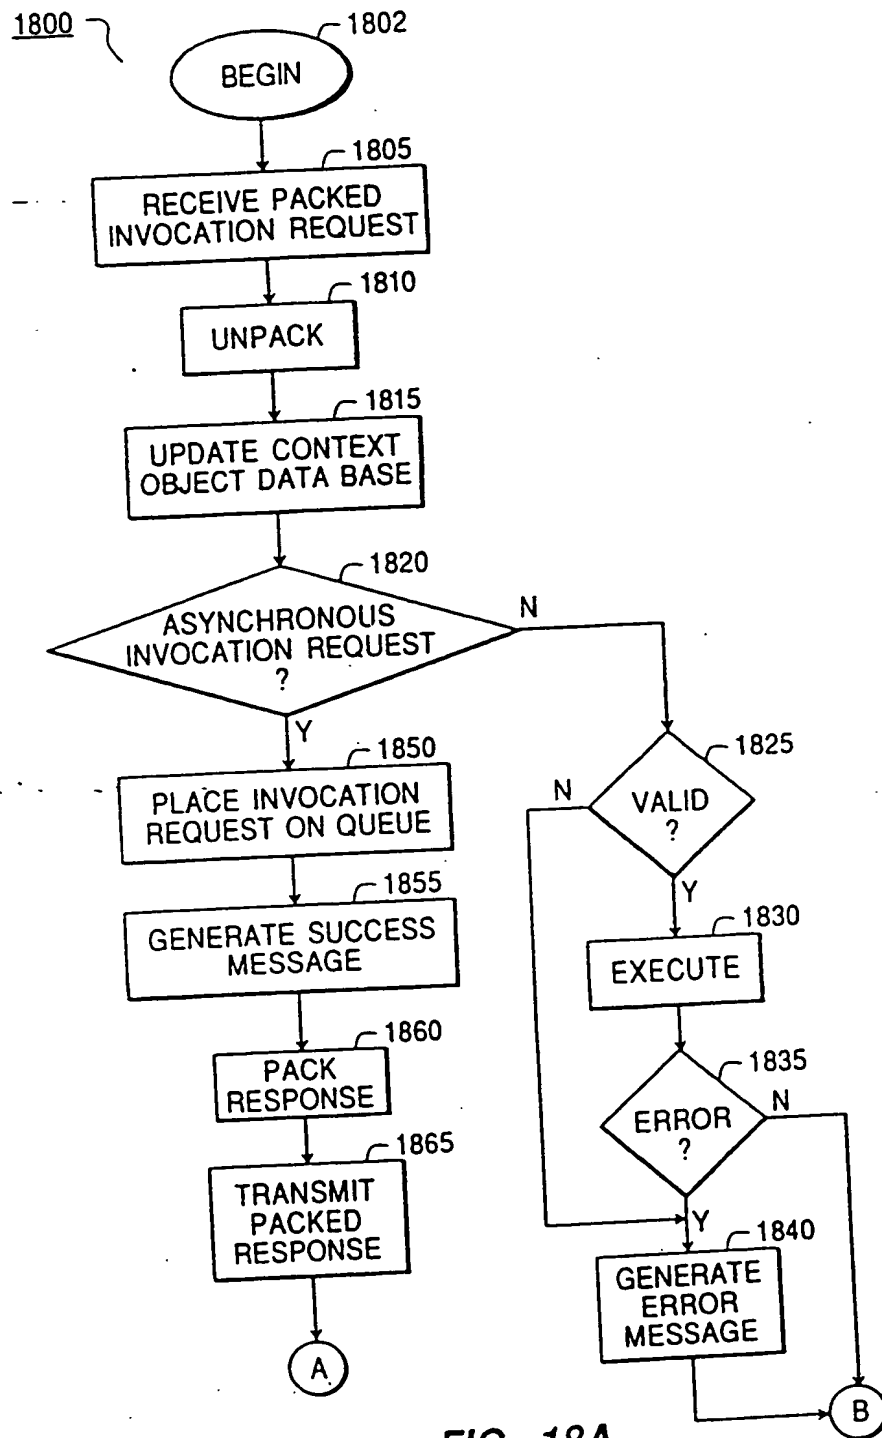 1800
1802
BEGIN
1805
RECEIVE PACKED
INVOCATION REQUEST
1810
UNPACK
1815
UPDATE CONTEXT
OBJECT DATA BASE
1820
ASYNCHRONOUS
INVOCATION REQUEST
?
N
Y
1850
PLACE INVOCATION
REQUEST ON QUEUE
1855
GENERATE SUCCESS
MESSAGE
1860
PACK
RESPONSE
1865
TRANSMIT
PACKED
RESPONSE
A
1825
VALID
?
N
Y
1830
EXECUTE
1835
ERROR
?
N
Y
1840
GENERATE
ERROR
MESSAGE
B
FIG. 18A